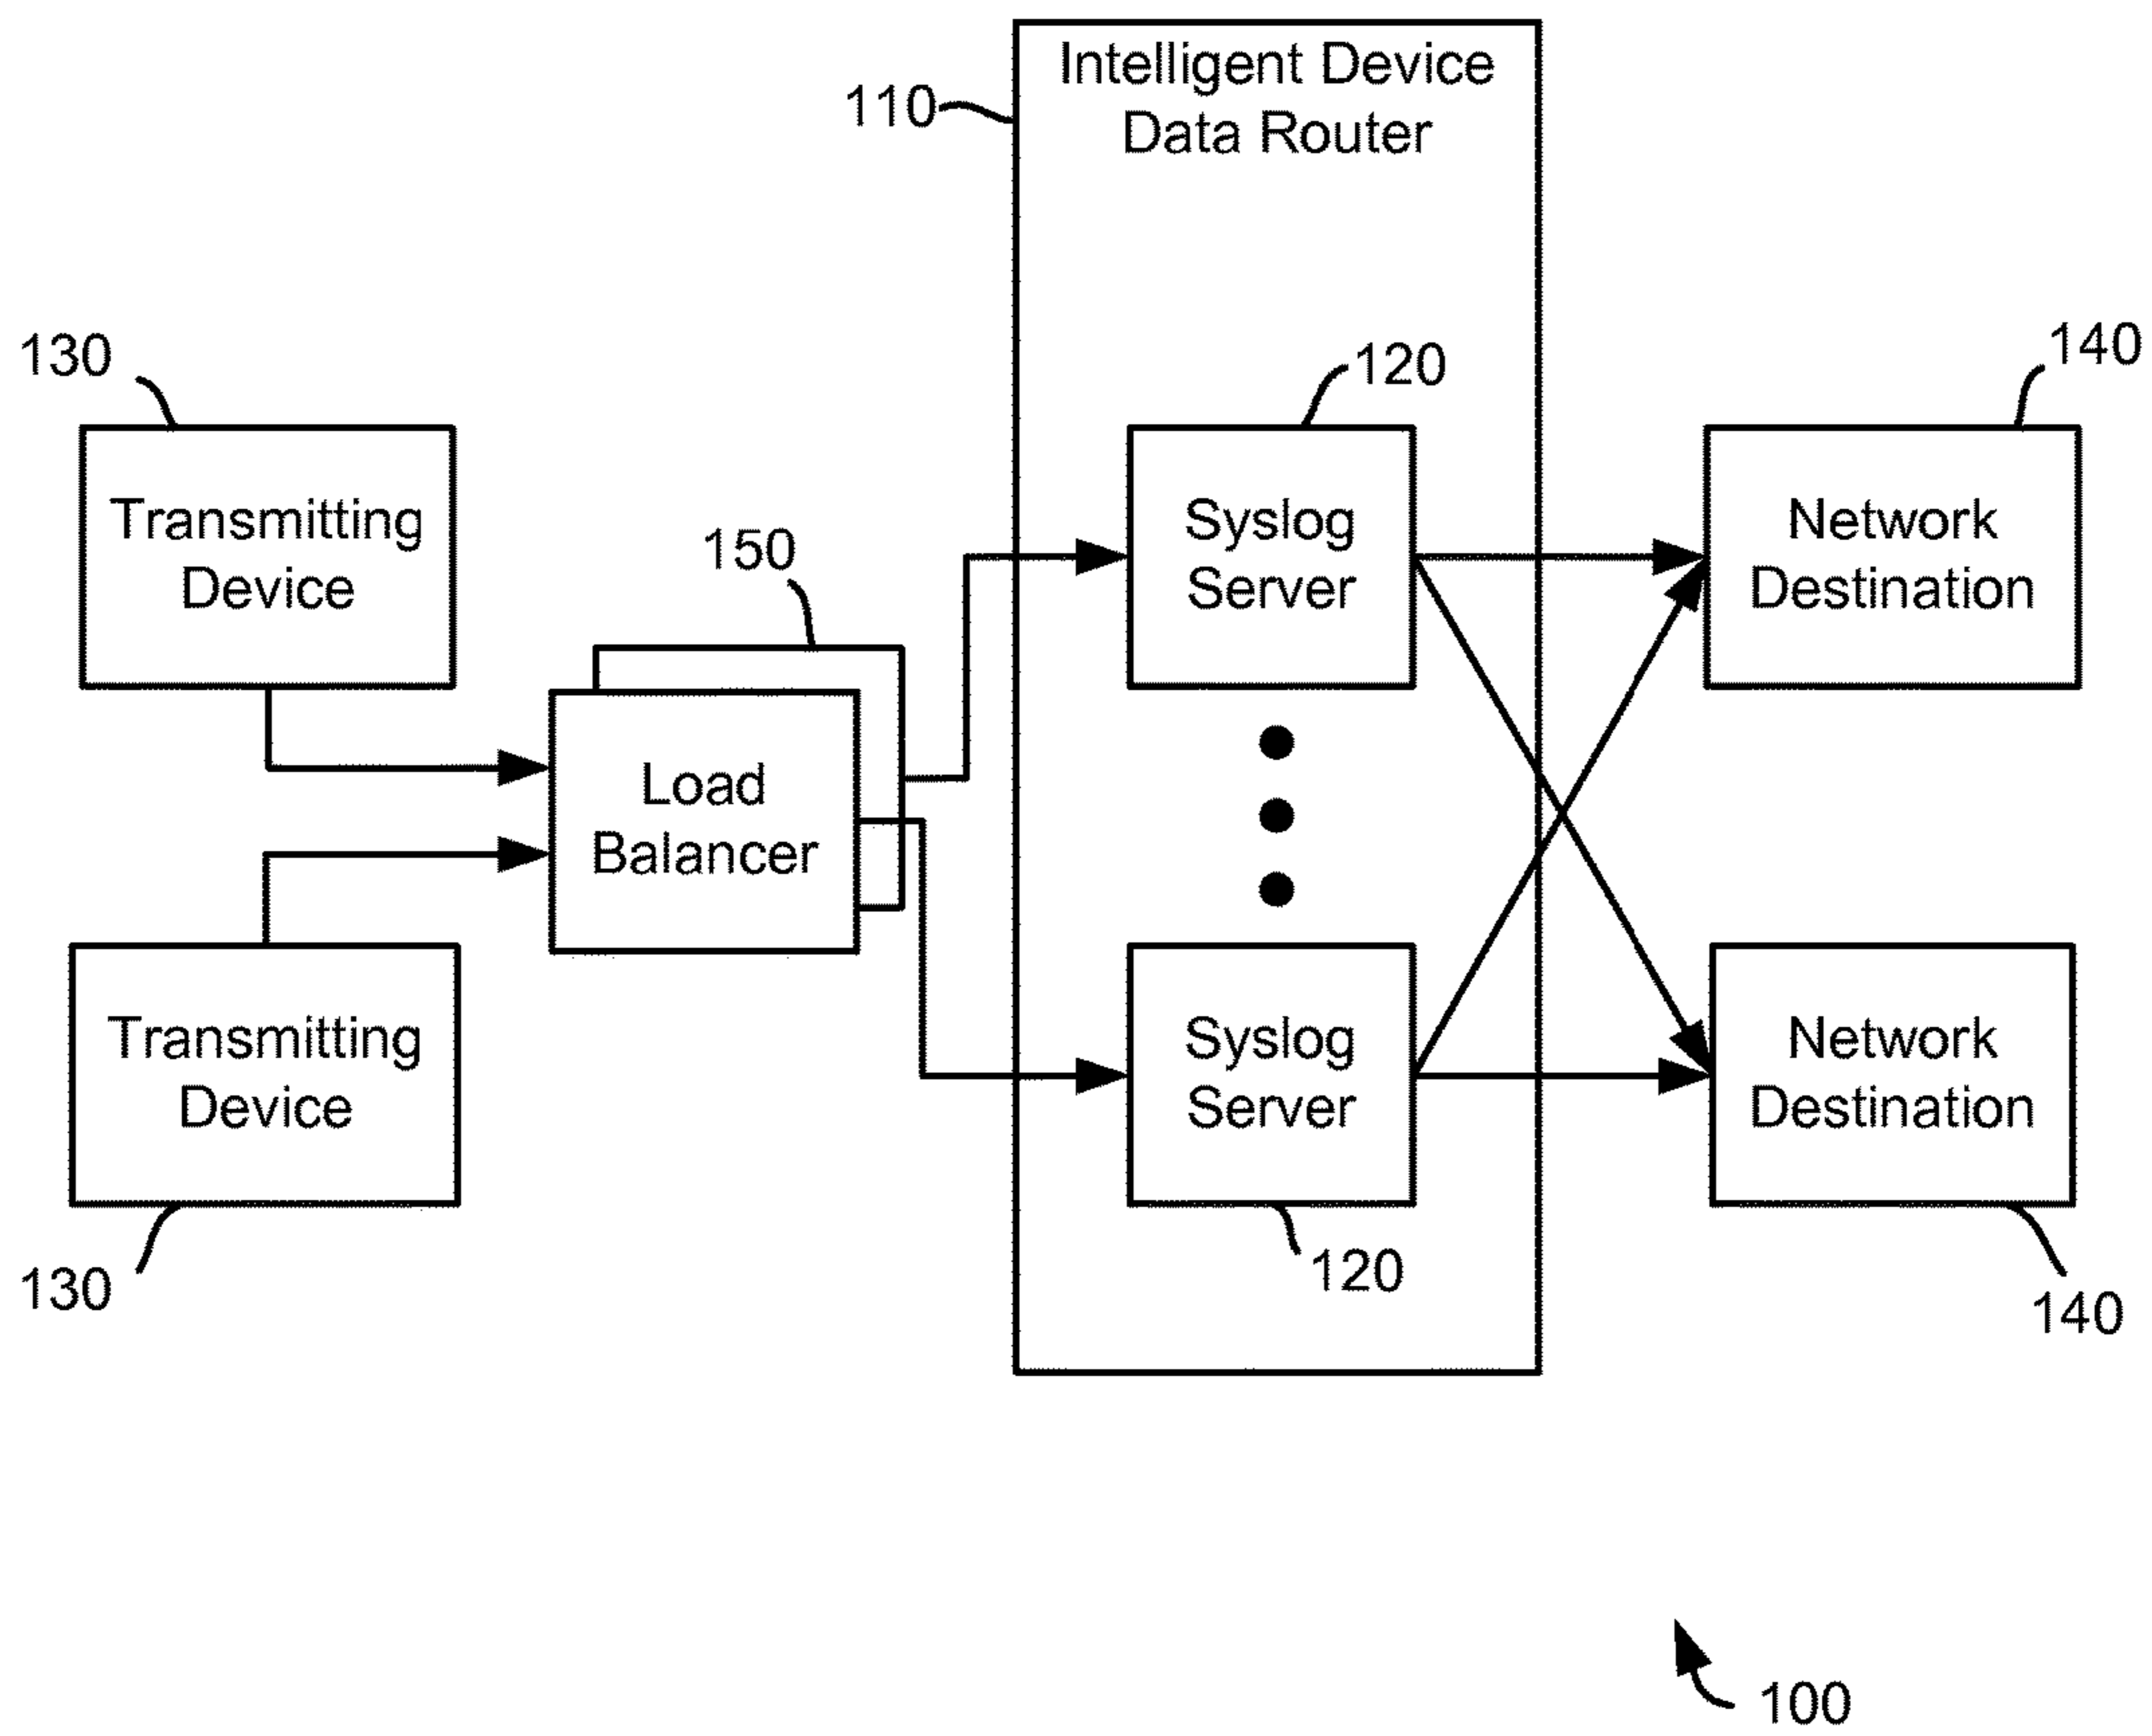 Intelligent Device
Data Router
110
130
120
140
Transmitting
Device
150
Syslog
Server
Network
Destination
Load
Balancer
Transmitting
Device
Syslog
Server
Network
Destination
130
120
140
100